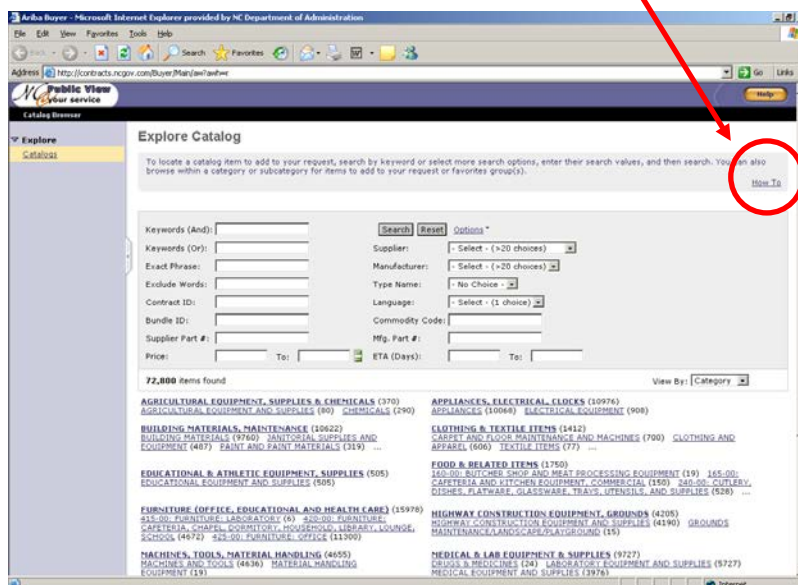 Ariba Buyer - Microsoft Internet Explorer provided by NC Department of Administration
File Edit View Favorites Tools Help
Back Search Favorites
Address http://contracts.ncgov.com/Buyer/Main/aw?awh=r Go Links
NC Public View Help
your service
Catalog Browser
Explore
Catalogs
Explore Catalog
To locate a catalog item to add to your request, search by keyword or select more search options, enter their search values, and then search. You can also
browse within a category or subcategory for items to add to your request or favorites group(s).
How To
Keywords (And): Search Reset Options
Keywords (Or): Supplier: - Select - (>20 choices)
Exact Phrase: Manufacturer: - Select - (>20 choices)
Exclude Words: Type Name: - No Choice -
Contract ID: Language: - Select - (1 choice)
Bundle ID: Commodity Code:
Supplier Part #: Mfg. Part #:
Price: To: ETA (Days): To:
72,800 items found View By: Category
AGRICULTURAL EQUIPMENT, SUPPLIES & CHEMICALS (370)
AGRICULTURAL EQUIPMENT AND SUPPLIES (80) CHEMICALS (290)
APPLIANCES, ELECTRICAL, CLOCKS (10976)
APPLIANCES (10068) ELECTRICAL EQUIPMENT (908)
BUILDING MATERIALS, MAINTENANCE (10622)
BUILDING MATERIALS (9760) JANITORIAL SUPPLIES AND
EQUIPMENT (487) PAINT AND PAINT MATERIALS (319) ...
CLOTHING & TEXTILE ITEMS (1412)
CARPET AND FLOOR MAINTENANCE AND MACHINES (700) CLOTHING AND
APPAREL (606) TEXTILE ITEMS (77) ...
EDUCATIONAL & ATHLETIC EQUIPMENT, SUPPLIES (505)
EDUCATIONAL EQUIPMENT AND SUPPLIES (505)
FOOD & RELATED ITEMS (1750)
160-00: BUTCHER SHOP AND MEAT PROCESSING EQUIPMENT (19) 165-00:
CAFETERIA AND KITCHEN EQUIPMENT, COMMERCIAL (150) 240-00: CUTLERY,
DISHES, FLATWARE, GLASSWARE, TRAYS, UTENSILS, AND SUPPLIES (528) ...
FURNITURE (OFFICE, EDUCATIONAL AND HEALTH CARE) (15978)
415-00: FURNITURE: LABORATORY (6) 420-00: FURNITURE:
CAFETERIA, CHAPEL, DORMITORY, HOUSEHOLD, LIBRARY, LOUNGE,
SCHOOL (4672) 425-00: FURNITURE: OFFICE (11300)
HIGHWAY CONSTRUCTION EQUIPMENT, GROUNDS (4205)
HIGHWAY CONSTRUCTION EQUIPMENT AND SUPPLIES (4190) GROUNDS
MAINTENANCE/LANDSCAPE/PLAYGROUND (15)
MACHINES, TOOLS, MATERIAL HANDLING (4655)
MACHINES AND TOOLS (4636) MATERIAL HANDLING
EQUIPMENT (19)
MEDICAL & LAB EQUIPMENT & SUPPLIES (9727)
DRUGS & MEDICINES (24) LABORATORY EQUIPMENT AND SUPPLIES (5727)
MEDICAL EQUIPMENT AND SUPPLIES (3976)
Internet